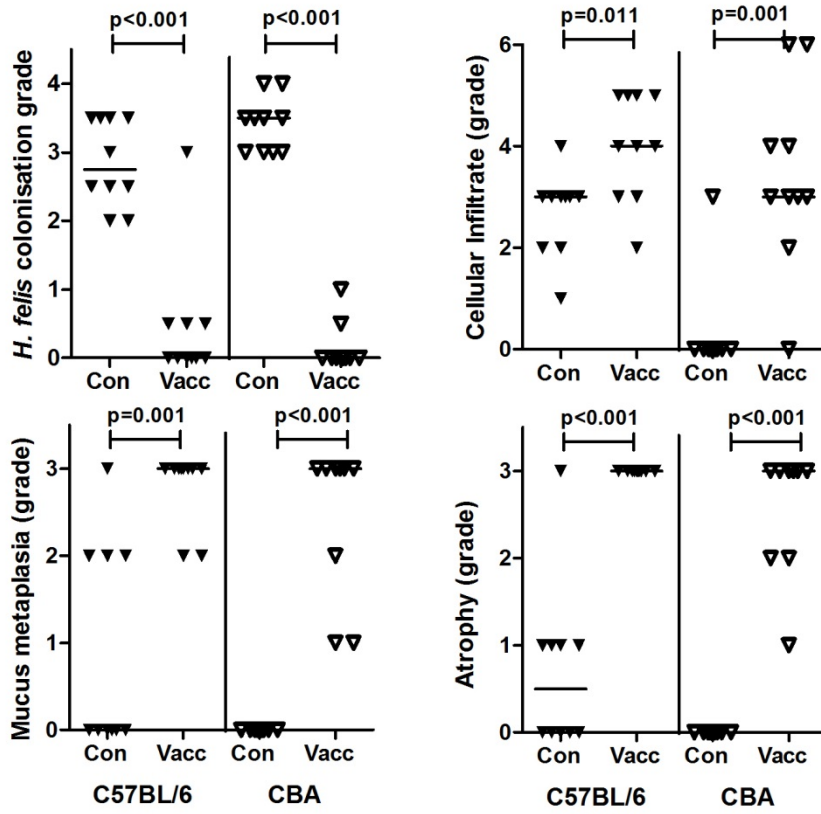 p<0.001 p<0.001
H. felis colonisation grade
4
3
2
1
0
Con Vacc Con Vacc
p=0.011 p=0.001
Cellular Infiltrate (grade)
6
4
2
0
Con Vacc Con Vacc
p=0.001 p<0.001
Mucus metaplasia (grade)
3
2
1
0
Con Vacc Con Vacc
C57BL/6 CBA
p<0.001 p<0.001
Atrophy (grade)
3
2
1
0
Con Vacc Con Vacc
C57BL/6 CBA